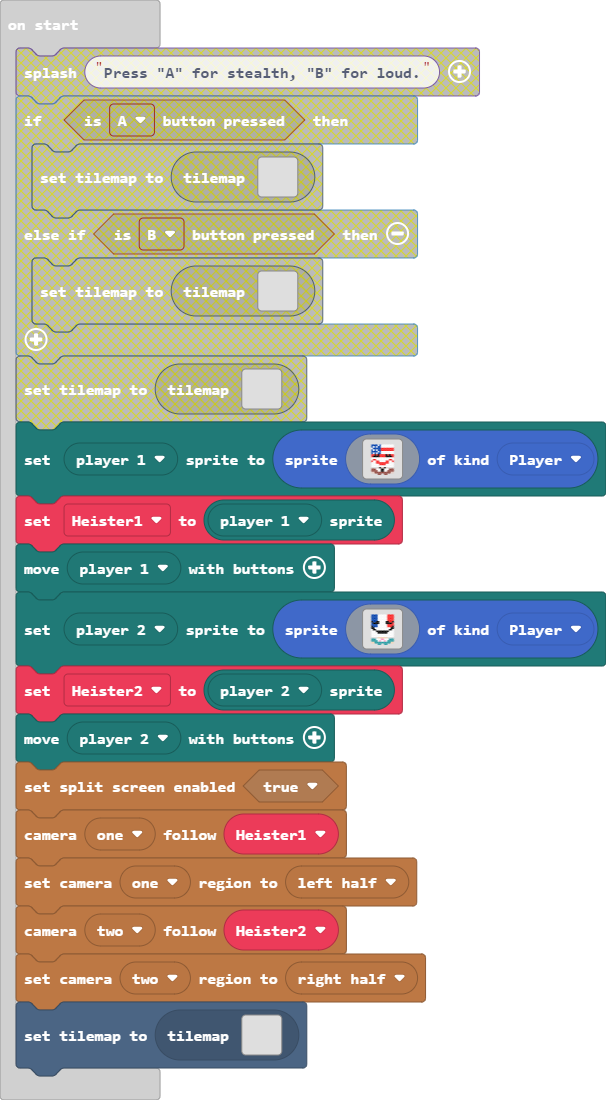 on start
splash "Press "A" for stealth, "B" for loud."
if is A button pressed then
set tilemap to tilemap
else if is B button pressed then
set tilemap to tilemap
set tilemap to tilemap
set player 1 sprite to sprite of kind Player
set Heister1 to player 1 sprite
move player 1 with buttons
set player 2 sprite to sprite of kind Player
set Heister2 to player 2 sprite
move player 2 with buttons
set split screen enabled true
camera one follow Heister1
set camera one region to left half
camera two follow Heister2
set camera two region to right half
set tilemap to tilemap